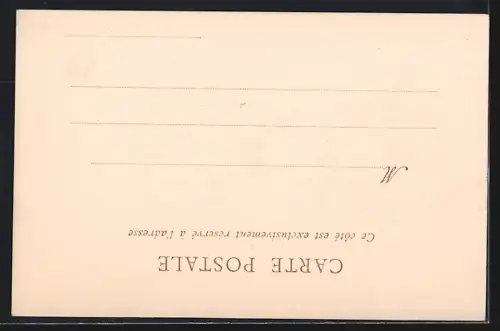 CARTE POSTALE
Ce côté est exclusivement réservé à l'adresse
M